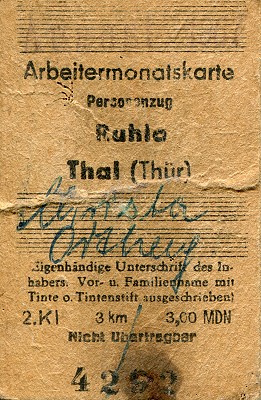 Arbeitermonatskarte
Personenzug
Ruhla
Thal (Thür)
Eigenhändige Unterschrift des In-
habers. Vor- u. Familienname mit
Tinte o. Tintenstift ausgeschrieben!
2.Kl 3 km 3,00 MDN
Nicht übertragbar